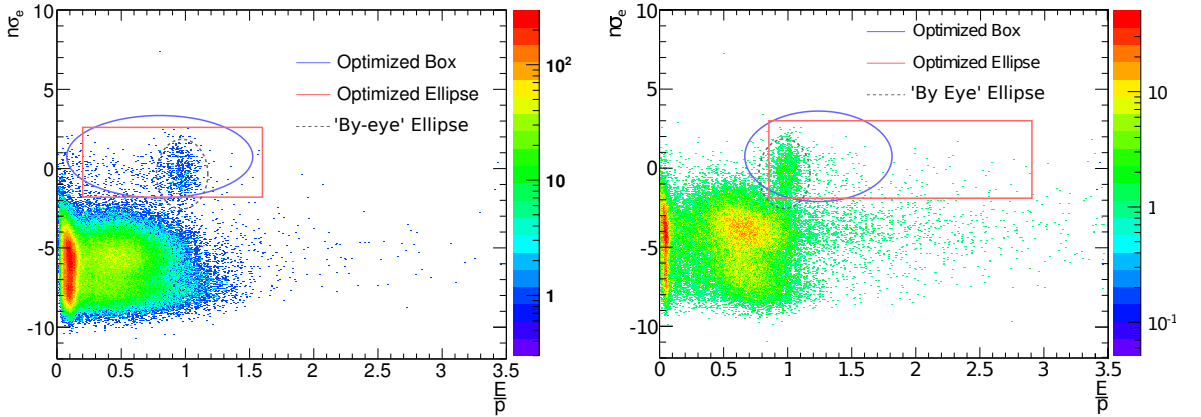 nσe
10
5
0
-5
-10
0 0.5 1 1.5 2 2.5 3 3.5
E
p
Optimized Box
Optimized Ellipse
'By-eye' Ellipse
10²
10
1
nσe
10
5
0
-5
-10
0 0.5 1 1.5 2 2.5 3 3.5
E
p
Optimized Box
Optimized Ellipse
'By Eye' Ellipse
10
1
10⁻¹